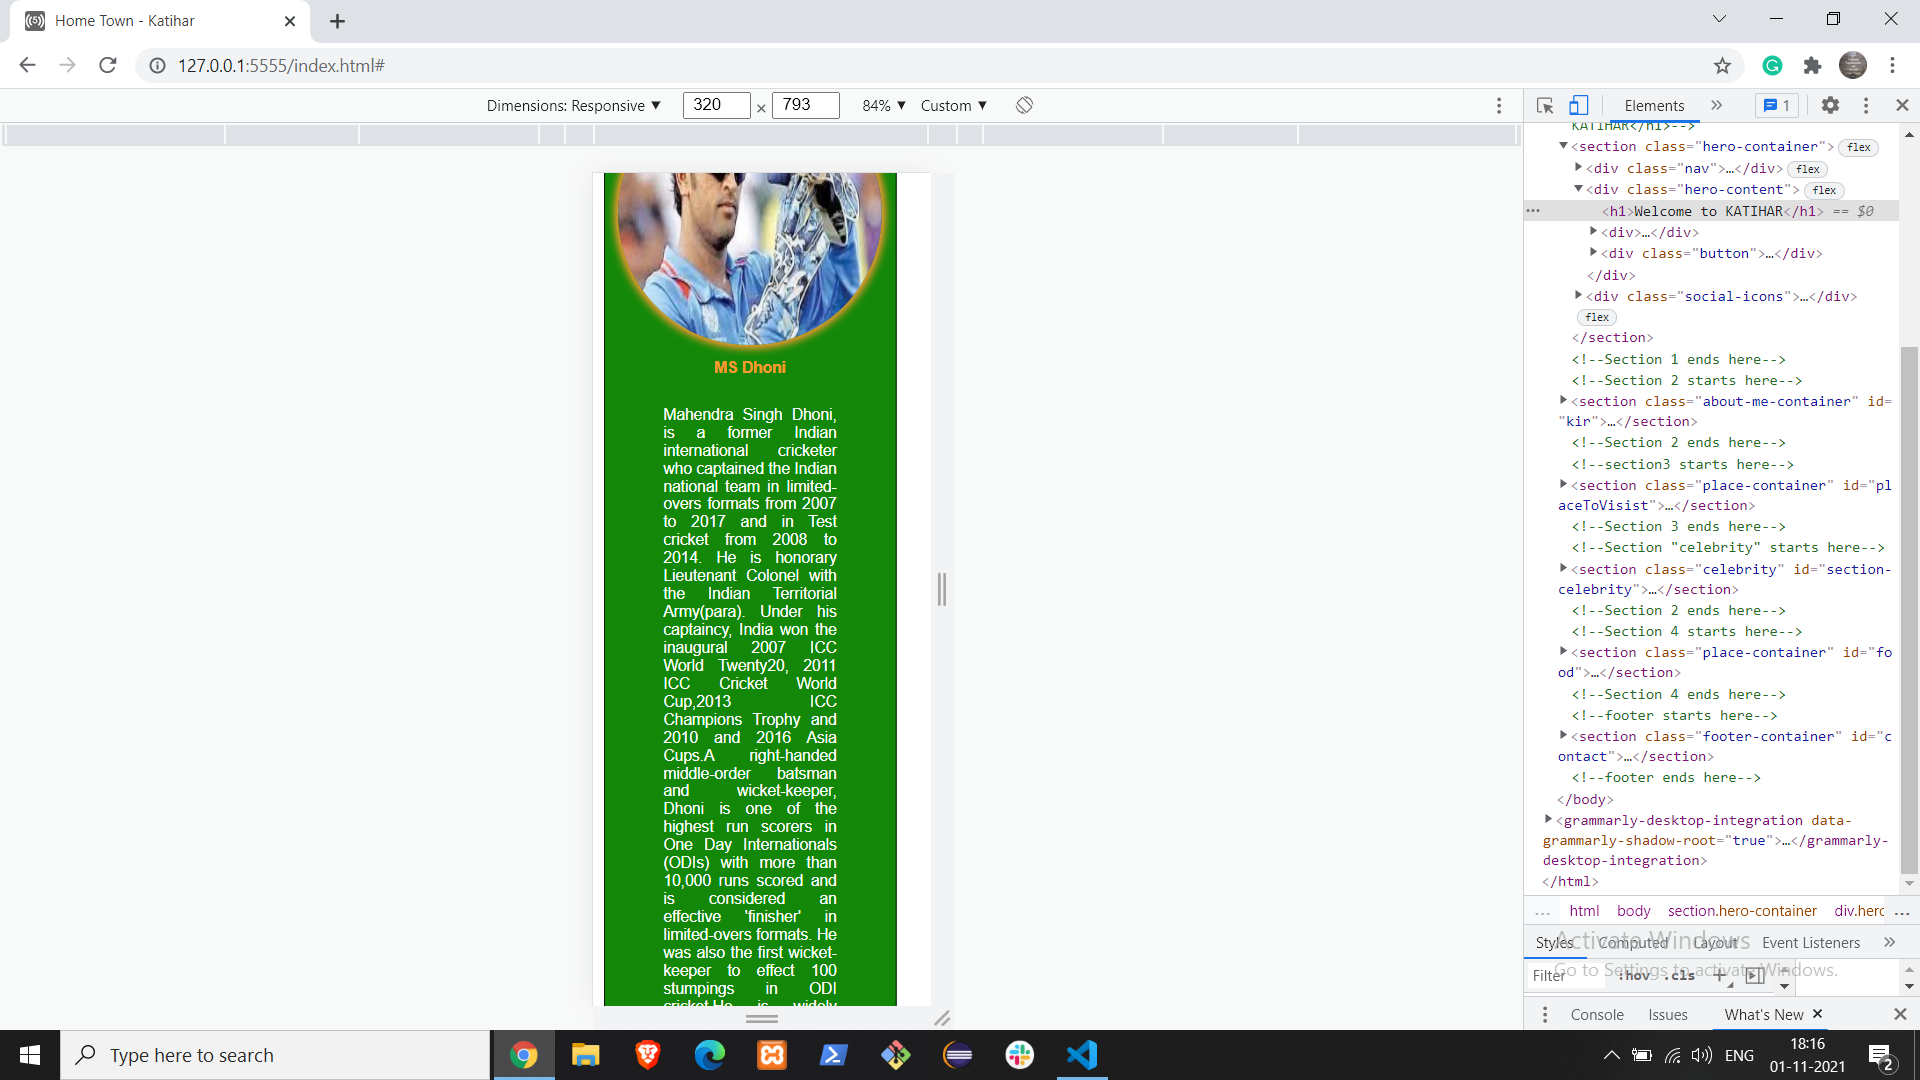 Home Town - Katihar
127.0.0.1:5555/index.html#
Dimensions: Responsive ▼ 320 × 793 84% ▼ Custom ▼
MS Dhoni
Mahendra Singh Dhoni,
is a former Indian
international cricketer
who captained the Indian
national team in limited-
overs formats from 2007
to 2017 and in Test
cricket from 2008 to
2014. He is honorary
Lieutenant Colonel with
the Indian Territorial
Army(para). Under his
captaincy, India won the
inaugural 2007 ICC
World Twenty20, 2011
ICC Cricket World
Cup,2013 ICC
Champions Trophy and
2010 and 2016 Asia
Cups.A right-handed
middle-order batsman
and wicket-keeper,
Dhoni is one of the
highest run scorers in
One Day Internationals
(ODIs) with more than
10,000 runs scored and
is considered an
effective 'finisher' in
limited-overs formats. He
was also the first wicket-
keeper to effect 100
stumpings in ODI
cricket.He is widely
Elements » 1
KATIHAR</h1>-->
<section class="hero-container"> flex
<div class="nav">…</div> flex
<div class="hero-content"> flex
<h1>Welcome to KATIHAR</h1> == $0
<div>…</div>
<div class="button">…</div>
</div>
<div class="social-icons">…</div>
flex
</section>
<!--Section 1 ends here-->
<!--Section 2 starts here-->
<section class="about-me-container" id=
"kir">…</section>
<!--Section 2 ends here-->
<!--section3 starts here-->
<section class="place-container" id="pl
aceToVisist">…</section>
<!--Section 3 ends here-->
<!--Section "celebrity" starts here-->
<section class="celebrity" id="section-
celebrity">…</section>
<!--Section 2 ends here-->
<!--Section 4 starts here-->
<section class="place-container" id="fo
od">…</section>
<!--Section 4 ends here-->
<!--footer starts here-->
<section class="footer-container" id="c
ontact">…</section>
<!--footer ends here-->
</body>
<grammarly-desktop-integration data-
grammarly-shadow-root="true">…</grammarly-
desktop-integration>
</html>
... html body section.hero-container div.herc ...
Styles Computed Layout Event Listeners »
Activate Windows
Filter :hov .cls +
Go to Settings to activate Windows.
Console Issues What's New ×
Type here to search
ENG
18:16
01-11-2021
2